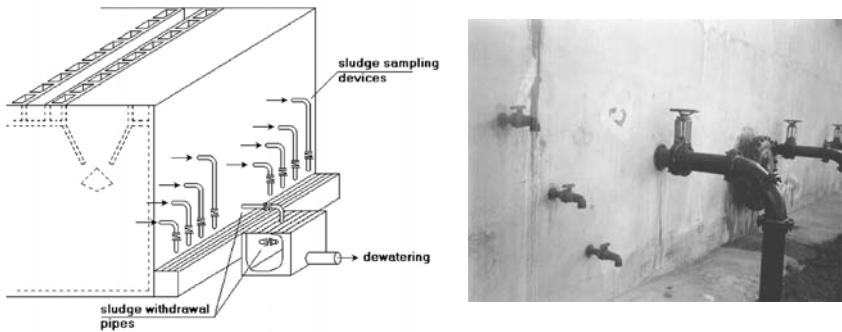 sludge sampling
devices
dewatering
sludge withdrawal
pipes